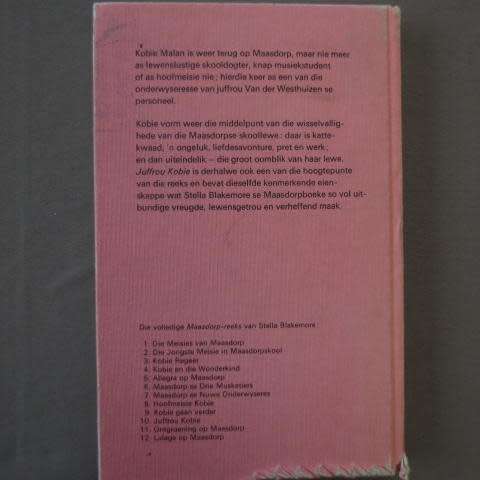 Kobie Malan is weer terug op Maasdorp, maar nie meer
as lewenslustige skooldogter, knap musiekstudent
of as hoofmeisie nie; hierdie keer as een van die
onderwyseresse van juffrou Van der Westhuizen se
personeel.
Kobie vorm weer die middelpunt van die wisselvallig-
hede van die Maasdorpse skoollewe: daar is katte-
kwaad, 'n ongeluk, liefdesavonture, pret en werk;
en dan uiteindelik – die groot oomblik van haar lewe.
Juffrou Kobie is derhalwe ook een van die hoogtepunte
van die reeks en bevat dieselfde kenmerkende eien-
skappe wat Stella Blakemore se Maasdorpboeke so vol uit-
bundige vreugde, lewensgetrou en verheffend maak.
Die volledige Maasdorp-reeks van Stella Blakemore:
1. Die Meisies van Maasdorp
2. Die Jongste Meisie in Maasdorpskool
3. Kobie Regeer
4. Kobie en die Wonderkind
5. Allegra op Maasdorp
6. Maasdorp se Drie Musketiers
7. Maasdorp se Nuwe Onderwyseres
8. Hoofmeisie Kobie
9. Kobie gaan verder
10. Juffrou Kobie
11. Ontgroening op Maasdorp
12. Lulage op Maasdorp